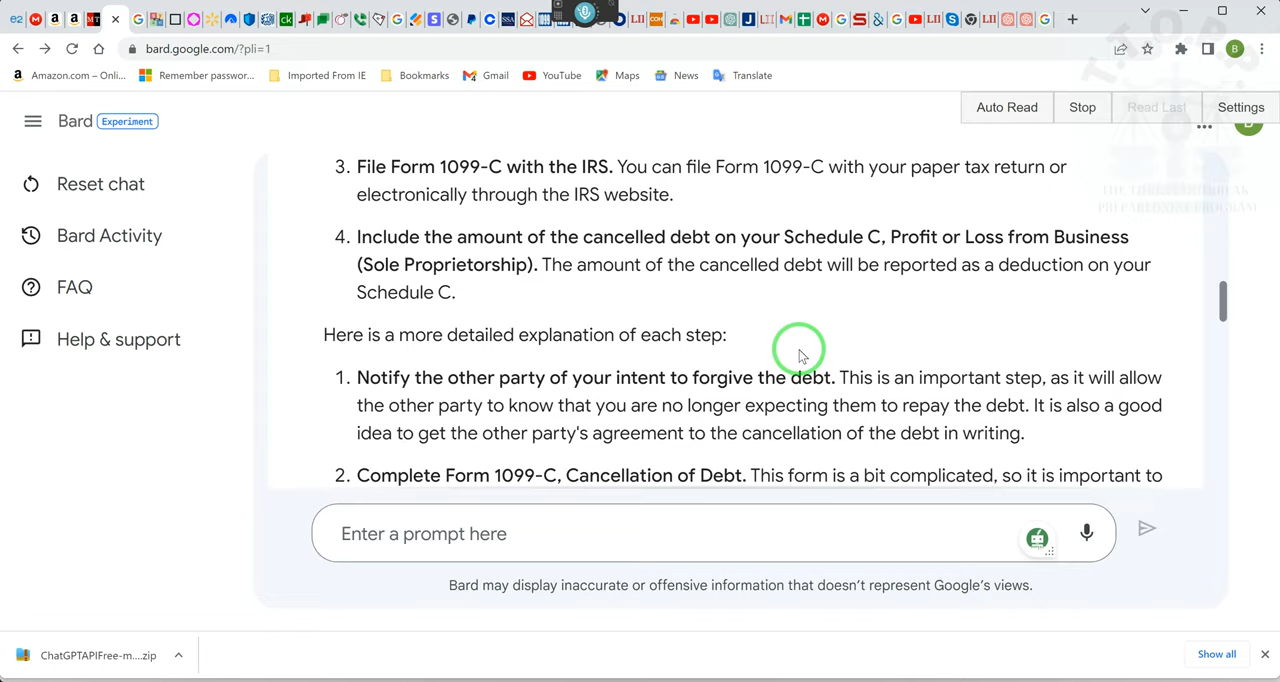 bard.google.com/?pli=1
B
Amazon.com – Onli...
Remember passwor...
Imported From IE
Bookmarks
Gmail
YouTube
Maps
News
Translate
Auto Read
Stop
Read Last
Settings
Bard
Experiment
Reset chat
Bard Activity
FAQ
Help & support
3. File Form 1099-C with the IRS. You can file Form 1099-C with your paper tax return or
electronically through the IRS website.
4. Include the amount of the cancelled debt on your Schedule C, Profit or Loss from Business
(Sole Proprietorship). The amount of the cancelled debt will be reported as a deduction on your
Schedule C.
Here is a more detailed explanation of each step:
1. Notify the other party of your intent to forgive the debt. This is an important step, as it will allow
the other party to know that you are no longer expecting them to repay the debt. It is also a good
idea to get the other party's agreement to the cancellation of the debt in writing.
2. Complete Form 1099-C, Cancellation of Debt. This form is a bit complicated, so it is important to
Enter a prompt here
Bard may display inaccurate or offensive information that doesn't represent Google's views.
ChatGPTAPIFree-m....zip
Show all